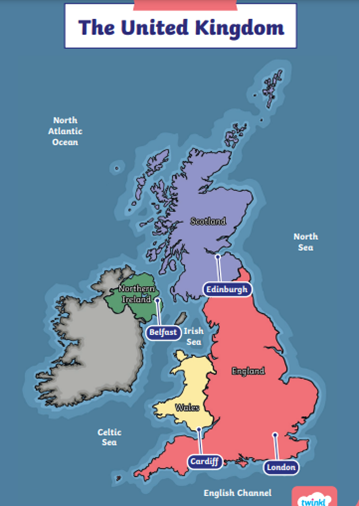 The United Kingdom
North
Atlantic
Ocean
Scotland
North
Sea
Edinburgh
Northern
Ireland
Belfast
Irish
Sea
England
Wales
Celtic
Sea
Cardiff
London
English Channel
twinkl